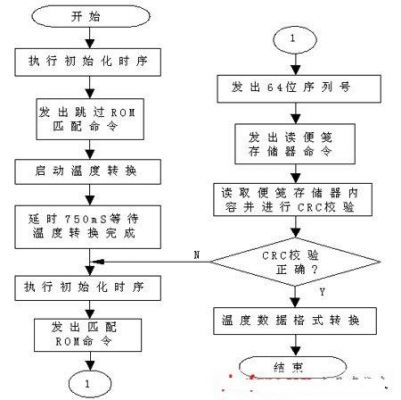 开始
执行初始化时序
发出跳过ROM
匹配命令
启动温度转换
延时750mS等待
温度转换完成
执行初始化时序
发出匹配
ROM命令
1
1
发出64位序列号
发出读便笺
存储器命令
读取便笺存储器内
容并进行CRC校验
N
CRC校验
正确?
Y
温度数据格式转换
结束